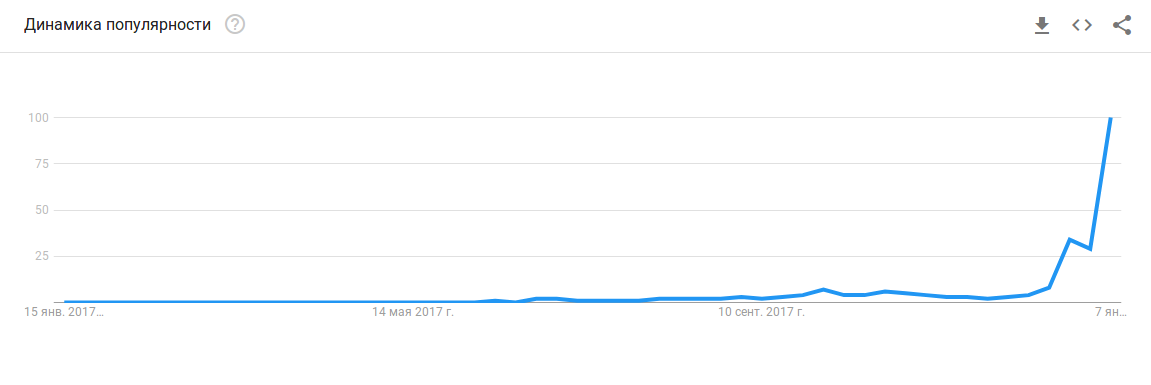 Динамика популярности ?
100
75
50
25
15 янв. 2017…
14 мая 2017 г.
10 сент. 2017 г.
7 ян…